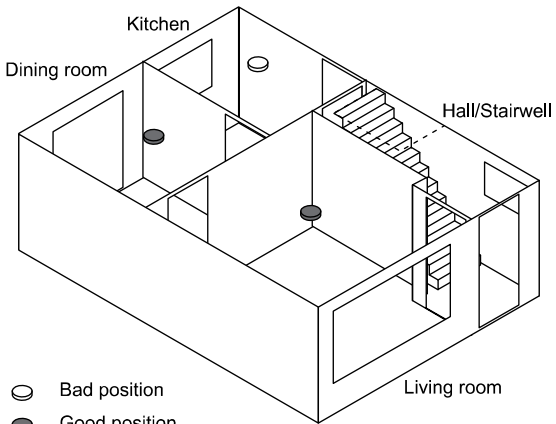 Kitchen
Dining room
Hall/Stairwell
Bad position
Living room
Good position